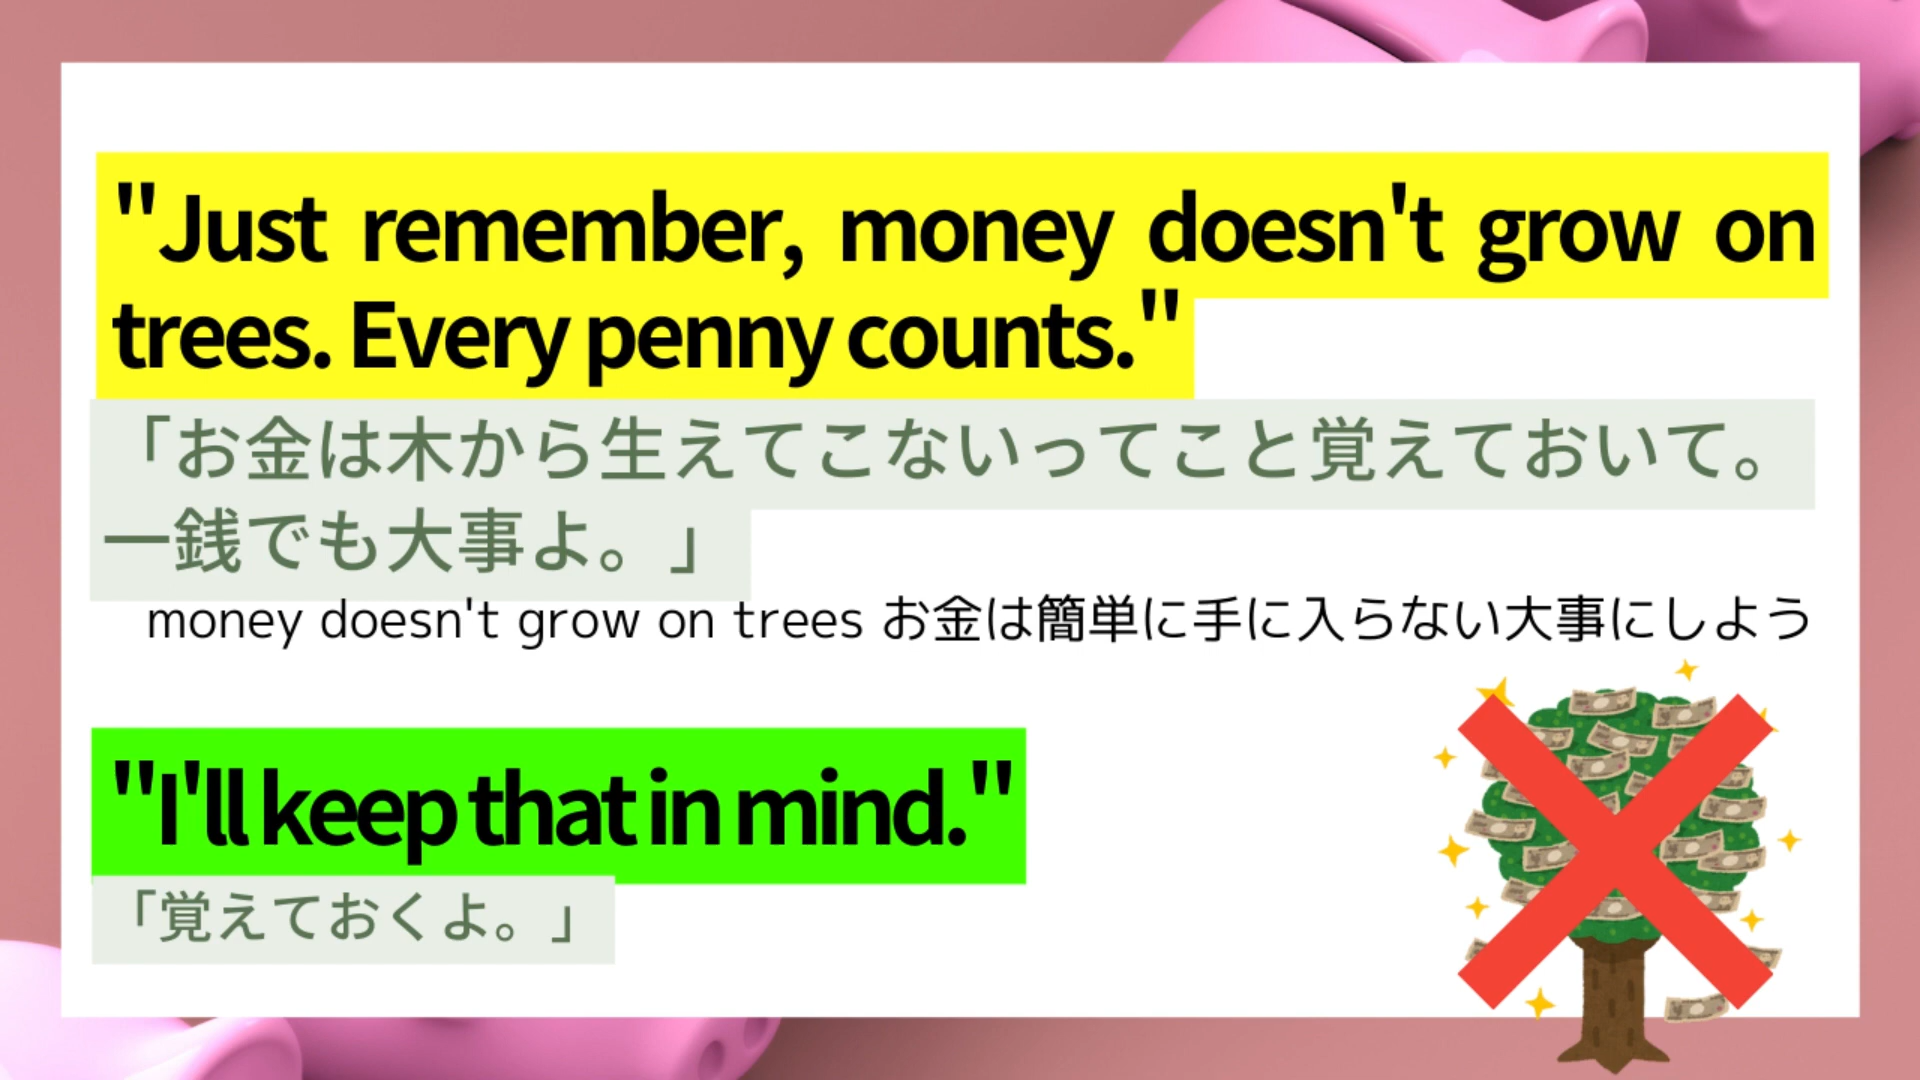 "Just remember, money doesn't grow on
trees. Every penny counts."
「お金は木から生えてこないってこと覚えておいて。
一銭でも大事よ。」
money doesn't grow on trees お金は簡単に手に入らない大事にしよう
"I'll keep that in mind."
「覚えておくよ。」